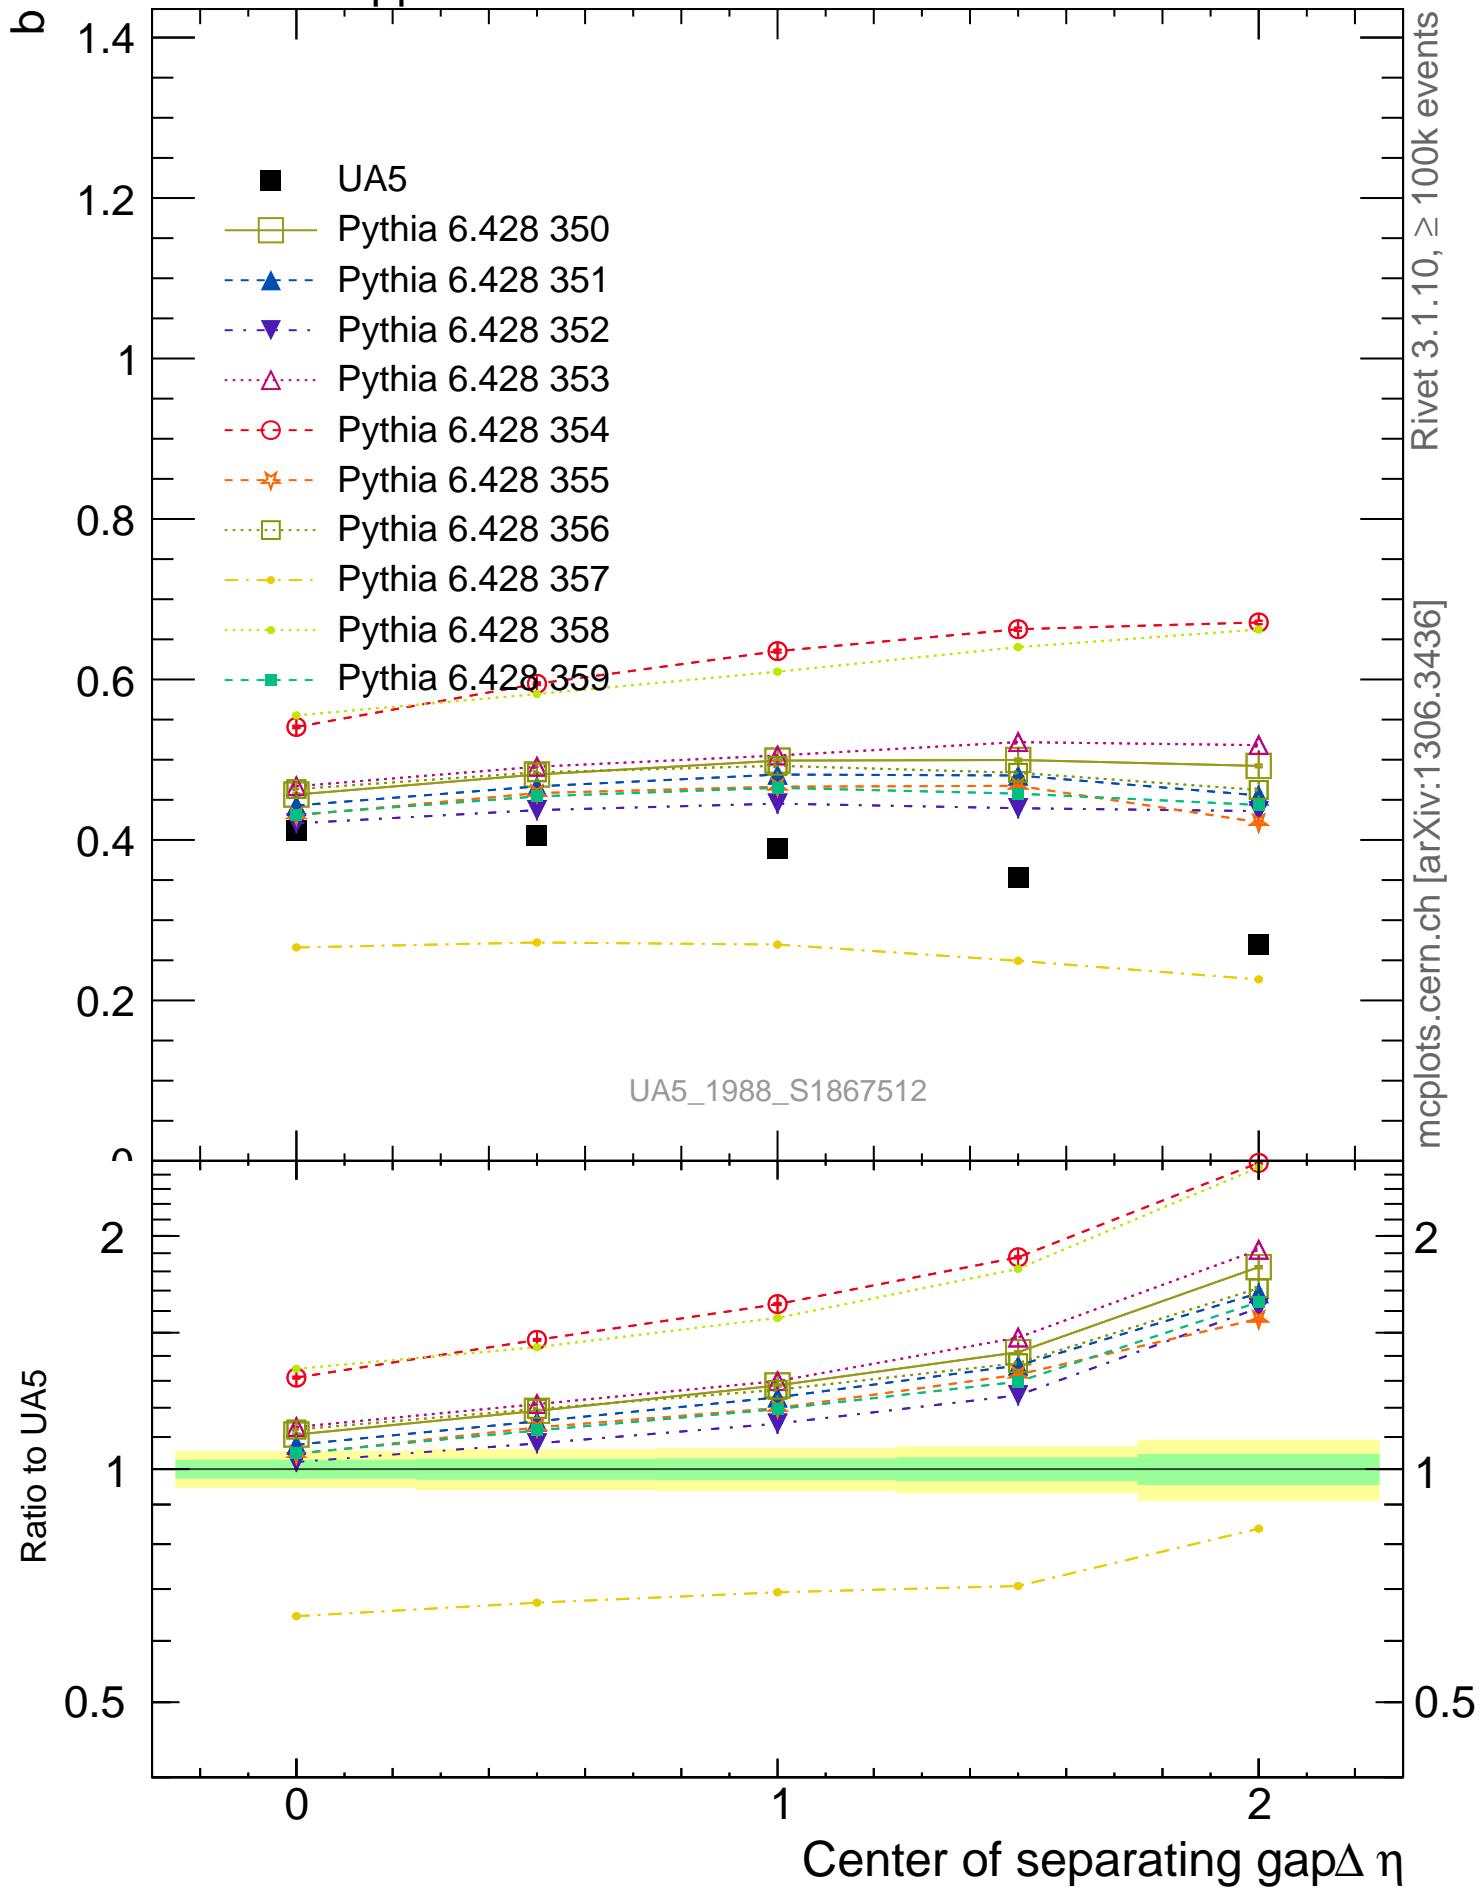 b
1.4
1.2
1
0.8
0.6
0.4
0.2
0
UA5
Pythia 6.428 350
Pythia 6.428 351
Pythia 6.428 352
Pythia 6.428 353
Pythia 6.428 354
Pythia 6.428 355
Pythia 6.428 356
Pythia 6.428 357
Pythia 6.428 358
Pythia 6.428 359
UA5_1988_S1867512
Rivet 3.1.10, ≥ 100k events
mcplots.cern.ch [arXiv:1306.3436]
Ratio to UA5
2
1
0.5
2
1
0.5
0
1
2
Center of separating gapΔ η